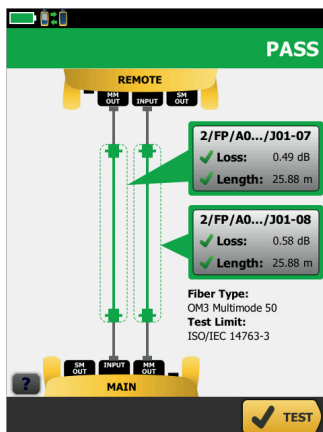 PASS
REMOTE
MM OUT
INPUT
SM OUT
2/FP/A0.../J01-07
Loss: 0.49 dB
Length: 25.88 m
2/FP/A0.../J01-08
Loss: 0.58 dB
Length: 25.88 m
Fiber Type:
OM3 Multimode 50
Test Limit:
ISO/IEC 14763-3
SM OUT
INPUT
MM OUT
?
MAIN
TEST